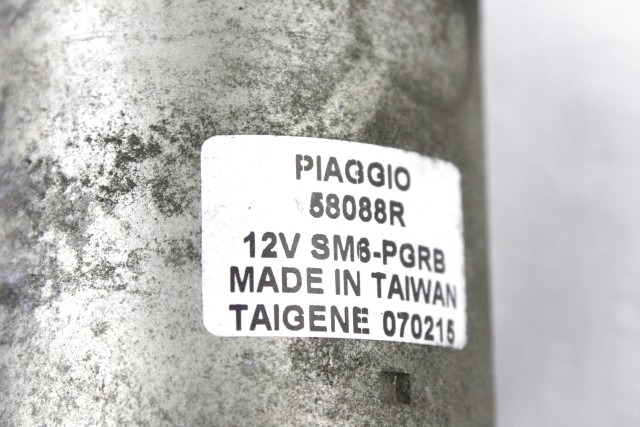 PIAGGIO
58088R
12V SM6-PGRB
MADE IN TAIWAN
TAIGENE 070215